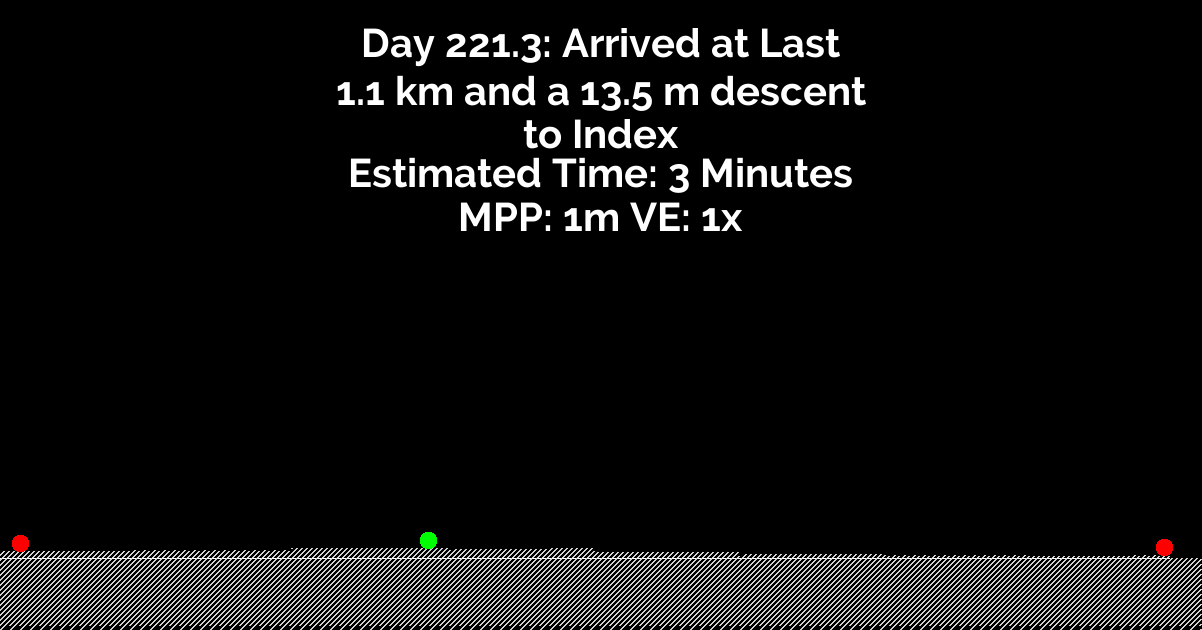 Day 221.3: Arrived at Last
1.1 km and a 13.5 m descent
to Index
Estimated Time: 3 Minutes
MPP: 1m VE: 1x